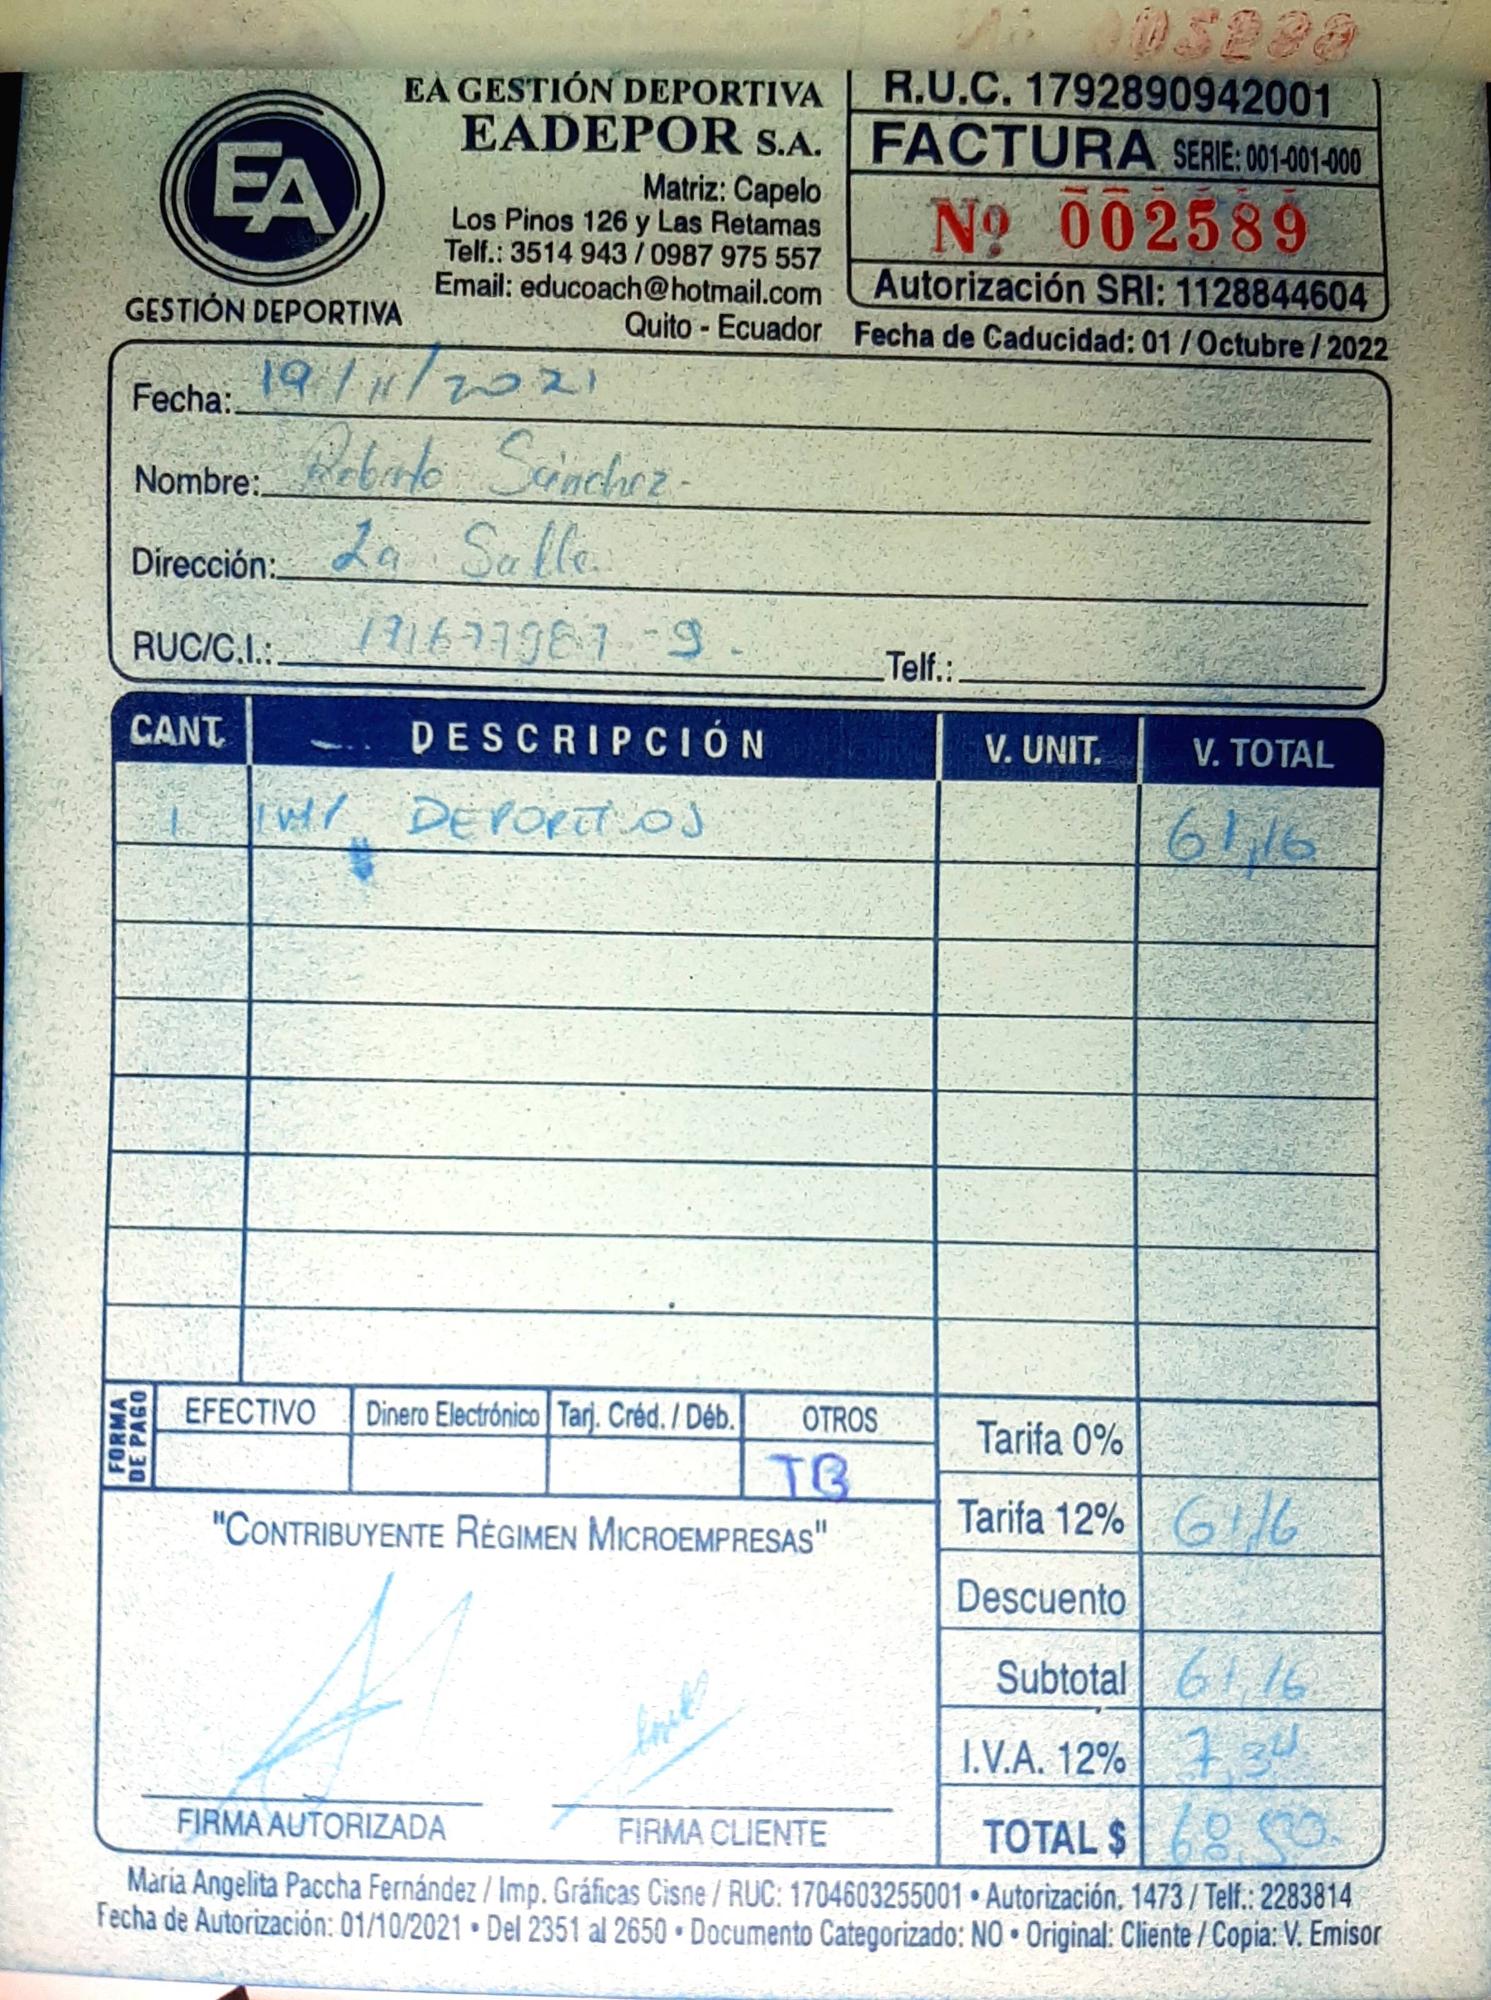 EA GESTIÓN DEPORTIVA
EADEPOR S.A.
Matriz: Capelo
Los Pinos 126 y Las Retamas
Telf.: 3514 943 / 0987 975 557
Email: educoach@hotmail.com
Quito - Ecuador
EA
GESTIÓN DEPORTIVA
R.U.C. 1792890942001
FACTURA SERIE: 001-001-000
Nº 002589
Autorización SRI: 1128844604
Fecha de Caducidad: 01 / Octubre / 2022
Fecha: 19/11/2021
Nombre: Roberto Sánchez.
Dirección: La Salle
RUC/C.I.: 171677987-9. Telf.:
CANT. DESCRIPCIÓN V. UNIT. V. TOTAL
1 DEPORTIVOS 61,16
FORMA DE PAGO
EFECTIVO Dinero Electrónico Tarj. Créd. / Déb. OTROS
TB
Tarifa 0%
Tarifa 12% 61,16
Descuento
Subtotal 61,16
I.V.A. 12% 7,34
TOTAL $ 68,50.
"CONTRIBUYENTE RÉGIMEN MICROEMPRESAS"
FIRMA AUTORIZADA FIRMA CLIENTE
María Angelita Paccha Fernández / Imp. Gráficas Cisne / RUC: 1704603255001 • Autorización. 1473 / Telf.: 2283814
Fecha de Autorización: 01/10/2021 • Del 2351 al 2650 • Documento Categorizado: NO • Original: Cliente / Copia: V. Emisor